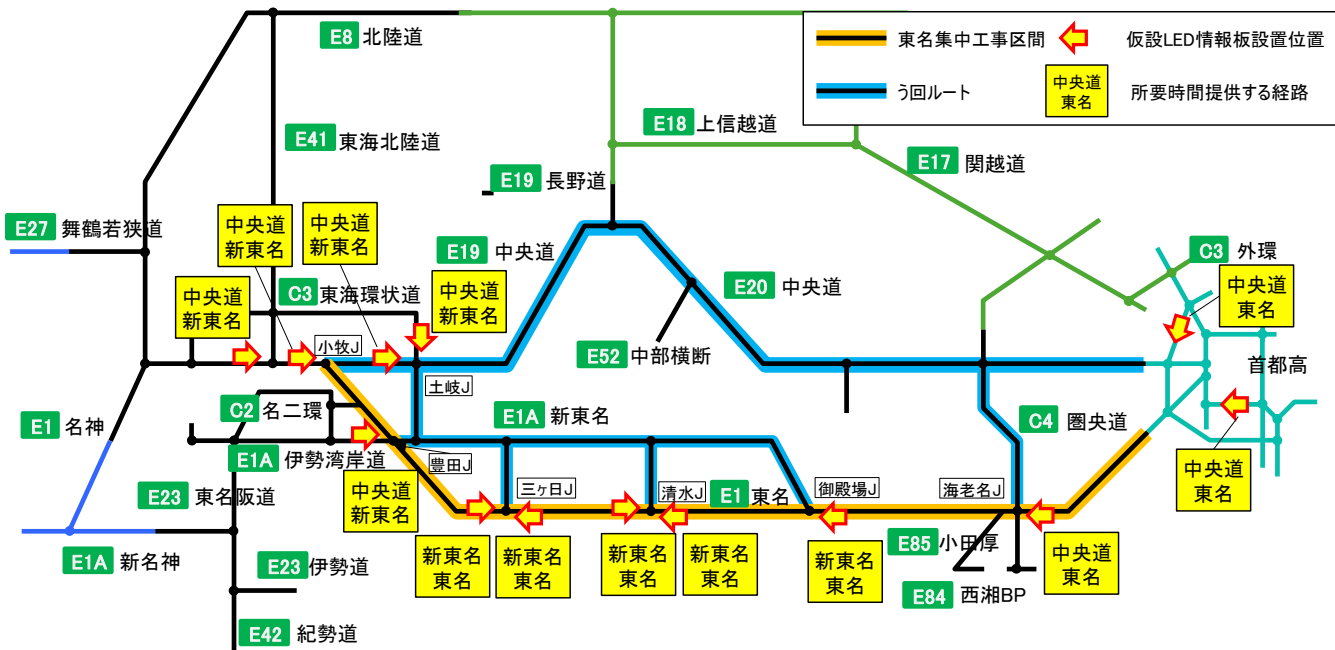 E8 北陸道
東名集中工事区間
仮設LED情報板設置位置
う回ルート
中央道
東名
所要時間提供する経路
E41 東海北陸道
E18 上信越道
E17 関越道
E19 長野道
E27 舞鶴若狭道
中央道
新東名
中央道
新東名
E19 中央道
C3 外環
中央道
新東名
C3 東海環状道
中央道
新東名
E20 中央道
中央道
東名
小牧J
E52 中部横断
首都高
土岐J
E1 名神
C2 名二環
E1A 新東名
C4 圏央道
E1A 伊勢湾岸道
豊田J
中央道
新東名
E23 東名阪道
三ヶ日J
清水J
E1 東名
御殿場J
海老名J
中央道
東名
E1A 新名神
E23 伊勢道
新東名
東名
新東名
東名
新東名
東名
新東名
東名
新東名
東名
E85 小田厚
中央道
東名
E84 西湘BP
E42 紀勢道